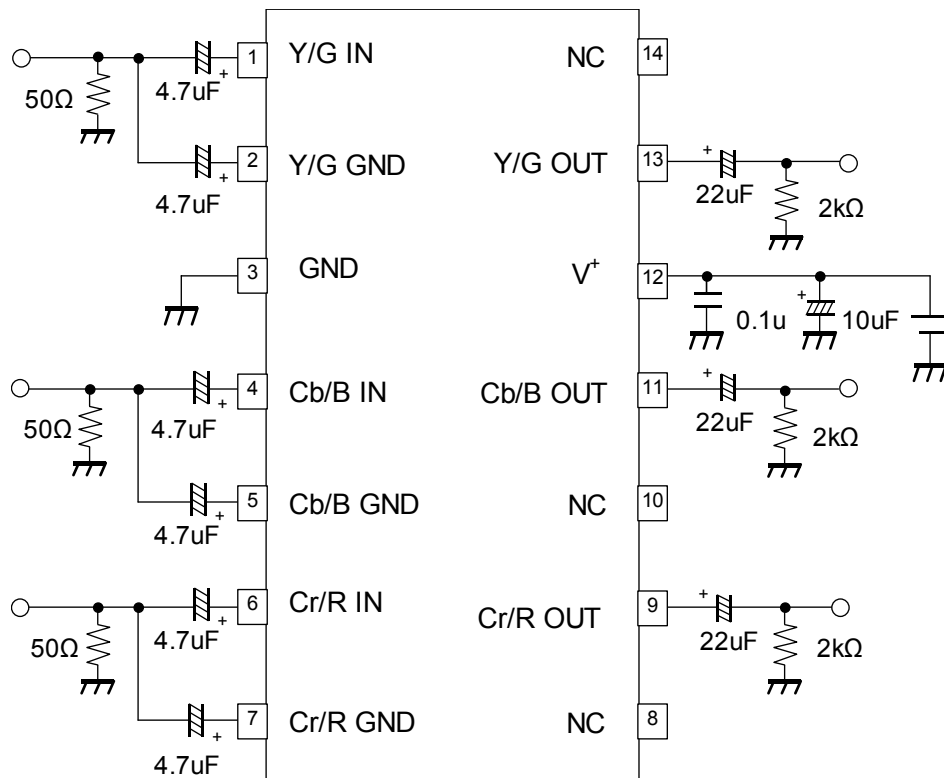 1 Y/G IN NC 14
+
50Ω 4.7uF
2 Y/G GND Y/G OUT 13
+ +
4.7uF 22uF 2kΩ
3 GND V+ 12
+
0.1u 10uF
4 Cb/B IN Cb/B OUT 11
+ +
50Ω 4.7uF 22uF 2kΩ
5 Cb/B GND NC 10
+
4.7uF
6 Cr/R IN Cr/R OUT 9
+ +
50Ω 4.7uF 22uF 2kΩ
7 Cr/R GND NC 8
+
4.7uF